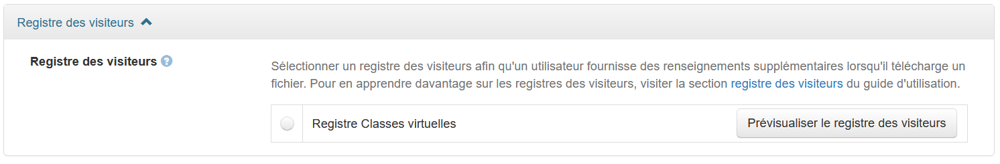 Registre des visiteurs
Registre des visiteurs ?
Sélectionner un registre des visiteurs afin qu'un utilisateur fournisse des renseignements supplémentaires lorsqu'il télécharge un
fichier. Pour en apprendre davantage sur les registres des visiteurs, visiter la section registre des visiteurs du guide d'utilisation.
Registre Classes virtuelles
Prévisualiser le registre des visiteurs